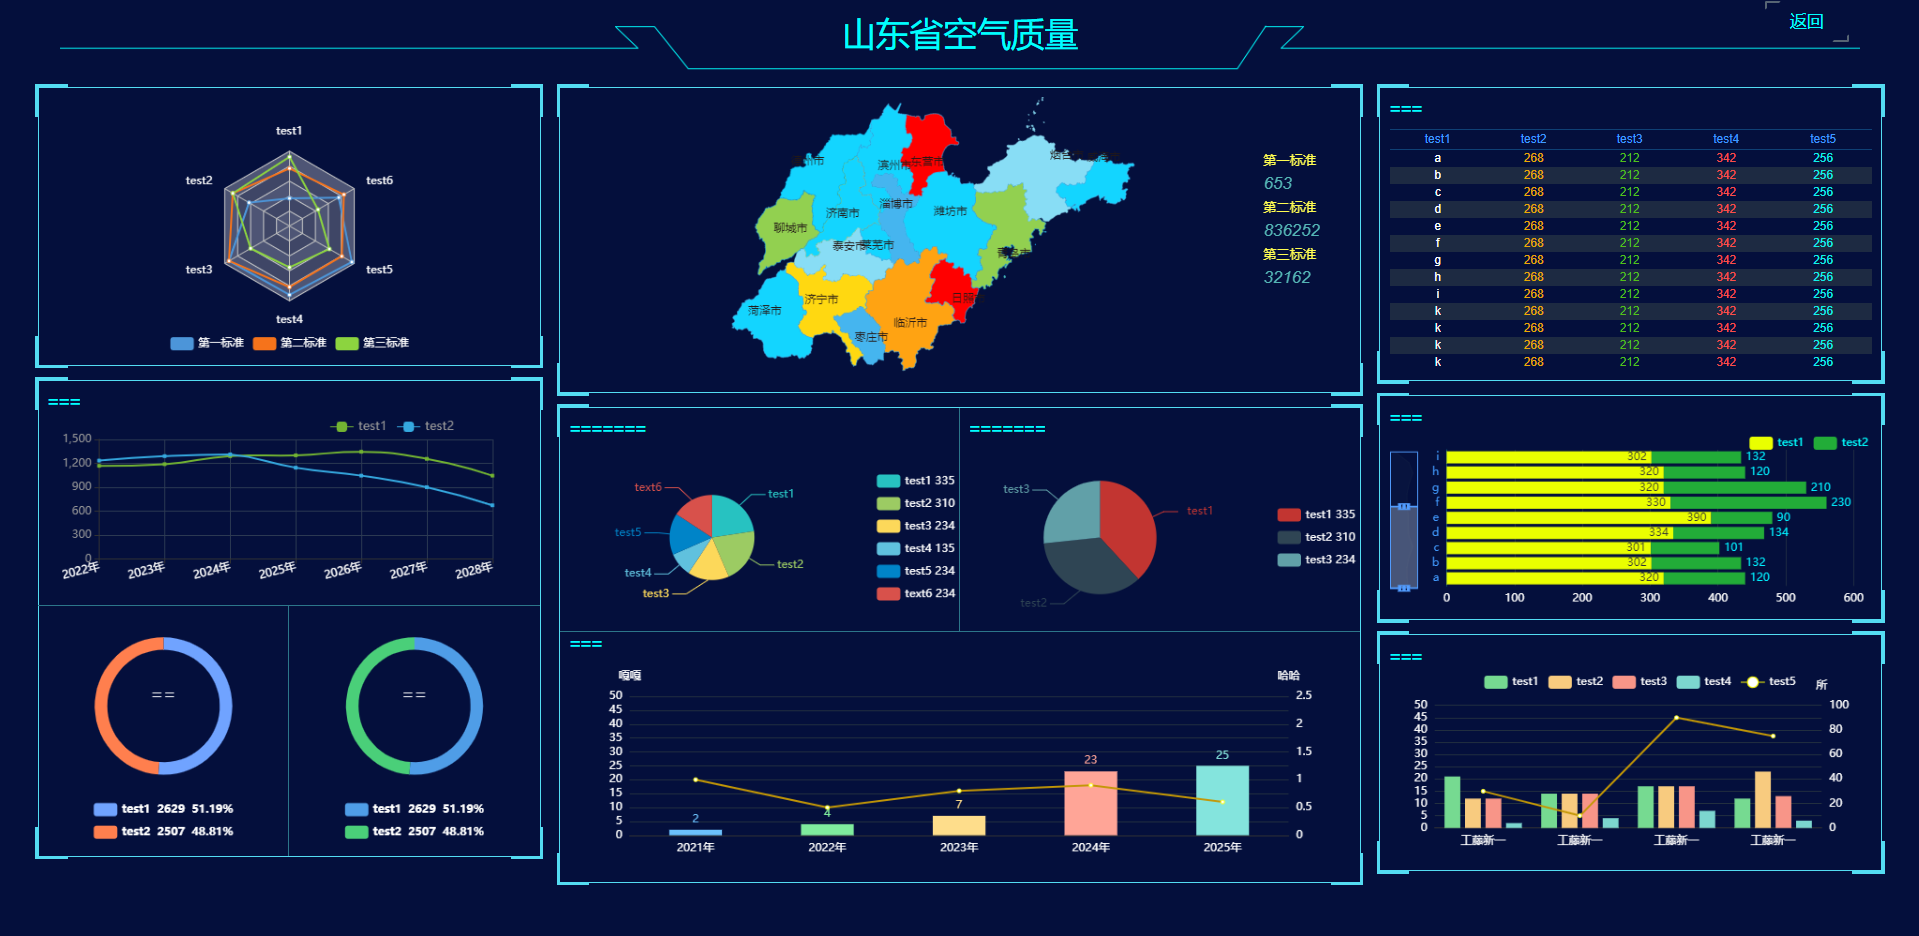 山东省空气质量
返回
test1
test2
test6
test3
test5
test4
第一标准 第二标准 第三标准
===
test1 test2
1,500
1,200
900
600
300
0
2022年 2023年 2024年 2025年 2026年 2027年 2028年
==
test1 2629 51.19%
test2 2507 48.81%
==
test1 2629 51.19%
test2 2507 48.81%
滨州市
东营市
济南市
淄博市
潍坊市
聊城市
泰安市
莱芜市
菏泽市
济宁市
临沂市
枣庄市
第一标准
653
第二标准
836252
第三标准
32162
=======
text6
test1
test5
test4
test2
test3
test1 335
test2 310
test3 234
test4 135
test5 234
text6 234
=======
test3
test1
test2
test1 335
test2 310
test3 234
===
嘎嘎
哈哈
50
45
40
35
30
25
20
15
10
5
0
2.5
2
1.5
1
0.5
0
2
4
7
23
25
2021年 2022年 2023年 2024年 2025年
===
test1 test2 test3 test4 test5
a 268 212 342 256
b 268 212 342 256
c 268 212 342 256
d 268 212 342 256
e 268 212 342 256
f 268 212 342 256
g 268 212 342 256
h 268 212 342 256
i 268 212 342 256
k 268 212 342 256
k 268 212 342 256
k 268 212 342 256
k 268 212 342 256
===
test1 test2
i 302 132
h 320 120
g 320 210
f 330 230
e 390 90
d 334 134
c 301 101
b 302 132
a 320 120
0 100 200 300 400 500 600
===
test1 test2 test3 test4 test5
所
50
45
40
35
30
25
20
15
10
5
0
100
80
60
40
20
0
工藤新一 工藤新一 工藤新一 工藤新一